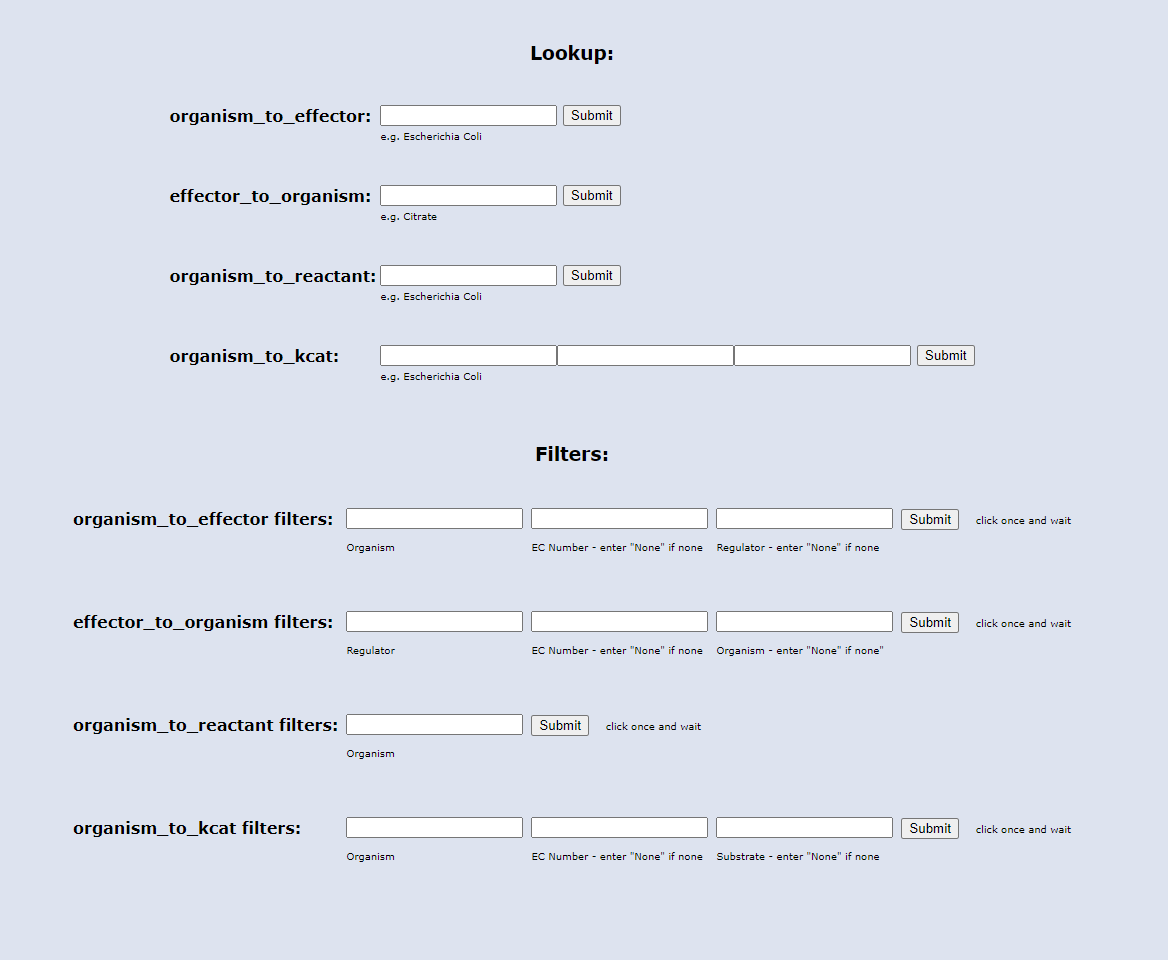 Lookup:
organism_to_effector: Submit
e.g. Escherichia Coli
effector_to_organism: Submit
e.g. Citrate
organism_to_reactant: Submit
e.g. Escherichia Coli
organism_to_kcat: Submit
e.g. Escherichia Coli
Filters:
organism_to_effector filters: Submit click once and wait
Organism EC Number - enter "None" if none Regulator - enter "None" if none
effector_to_organism filters: Submit click once and wait
Regulator EC Number - enter "None" if none Organism - enter "None" if none"
organism_to_reactant filters: Submit click once and wait
Organism
organism_to_kcat filters: Submit click once and wait
Organism EC Number - enter "None" if none Substrate - enter "None" if none